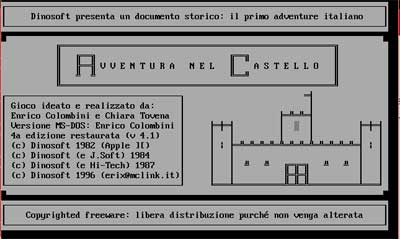 Dinosoft presenta un documento storico: il primo adventure italiano
AVVENTURA NEL CASTELLO
Gioco ideato e realizzato da:
Enrico Colombini e Chiara Tovena
Versione MS-DOS: Enrico Colombini
4a edizione restaurata (v 4.1)
(c) Dinosoft 1982 (Apple ][)
(c) Dinosoft (e J.Soft) 1984
(c) Dinosoft (e Hi-Tech) 1987
(c) Dinosoft 1996 (erix@mclink.it)
Copyrighted freeware: libera distribuzione purché non venga alterata